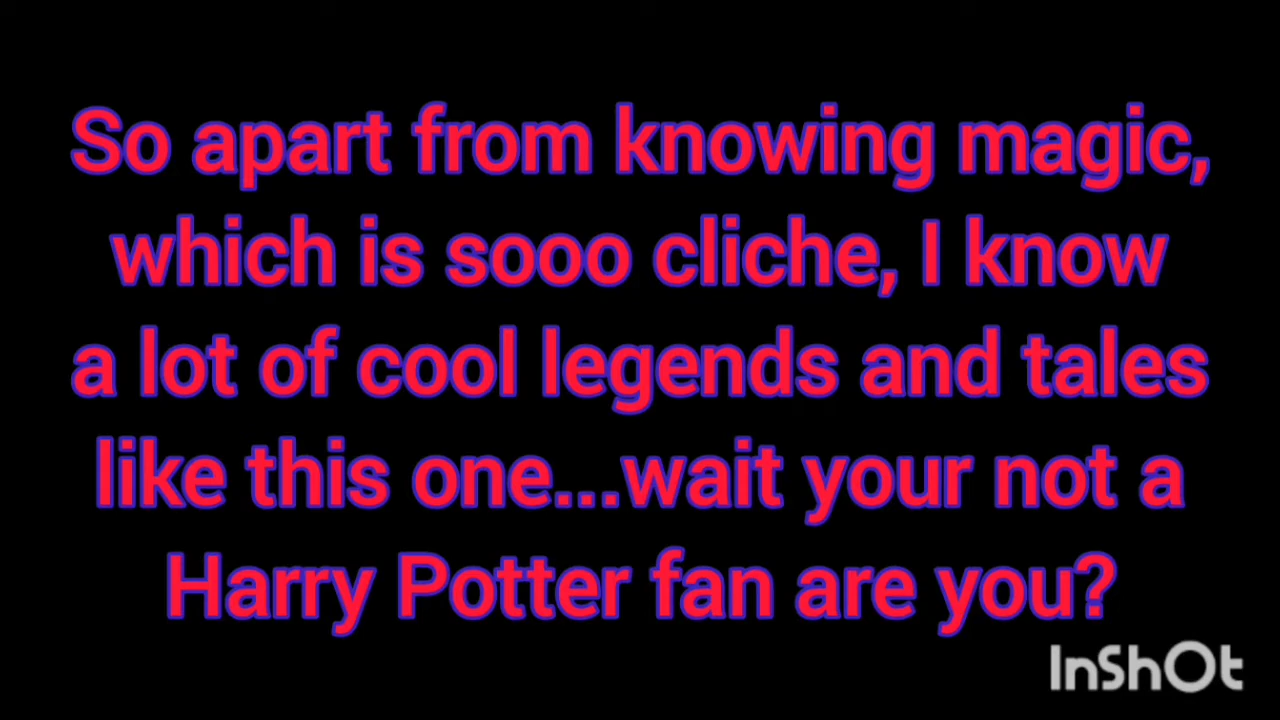 So apart from knowing magic,
which is sooo cliche, I know
a lot of cool legends and tales
like this one...wait your not a
Harry Potter fan are you?
InShOt